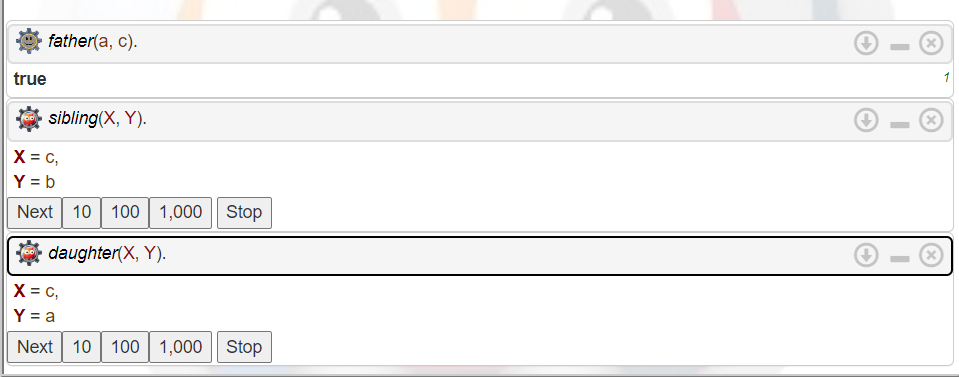 father(a, c).
true
1
sibling(X, Y).
X = c,
Y = b
Next 10 100 1,000 Stop
daughter(X, Y).
X = c,
Y = a
Next 10 100 1,000 Stop